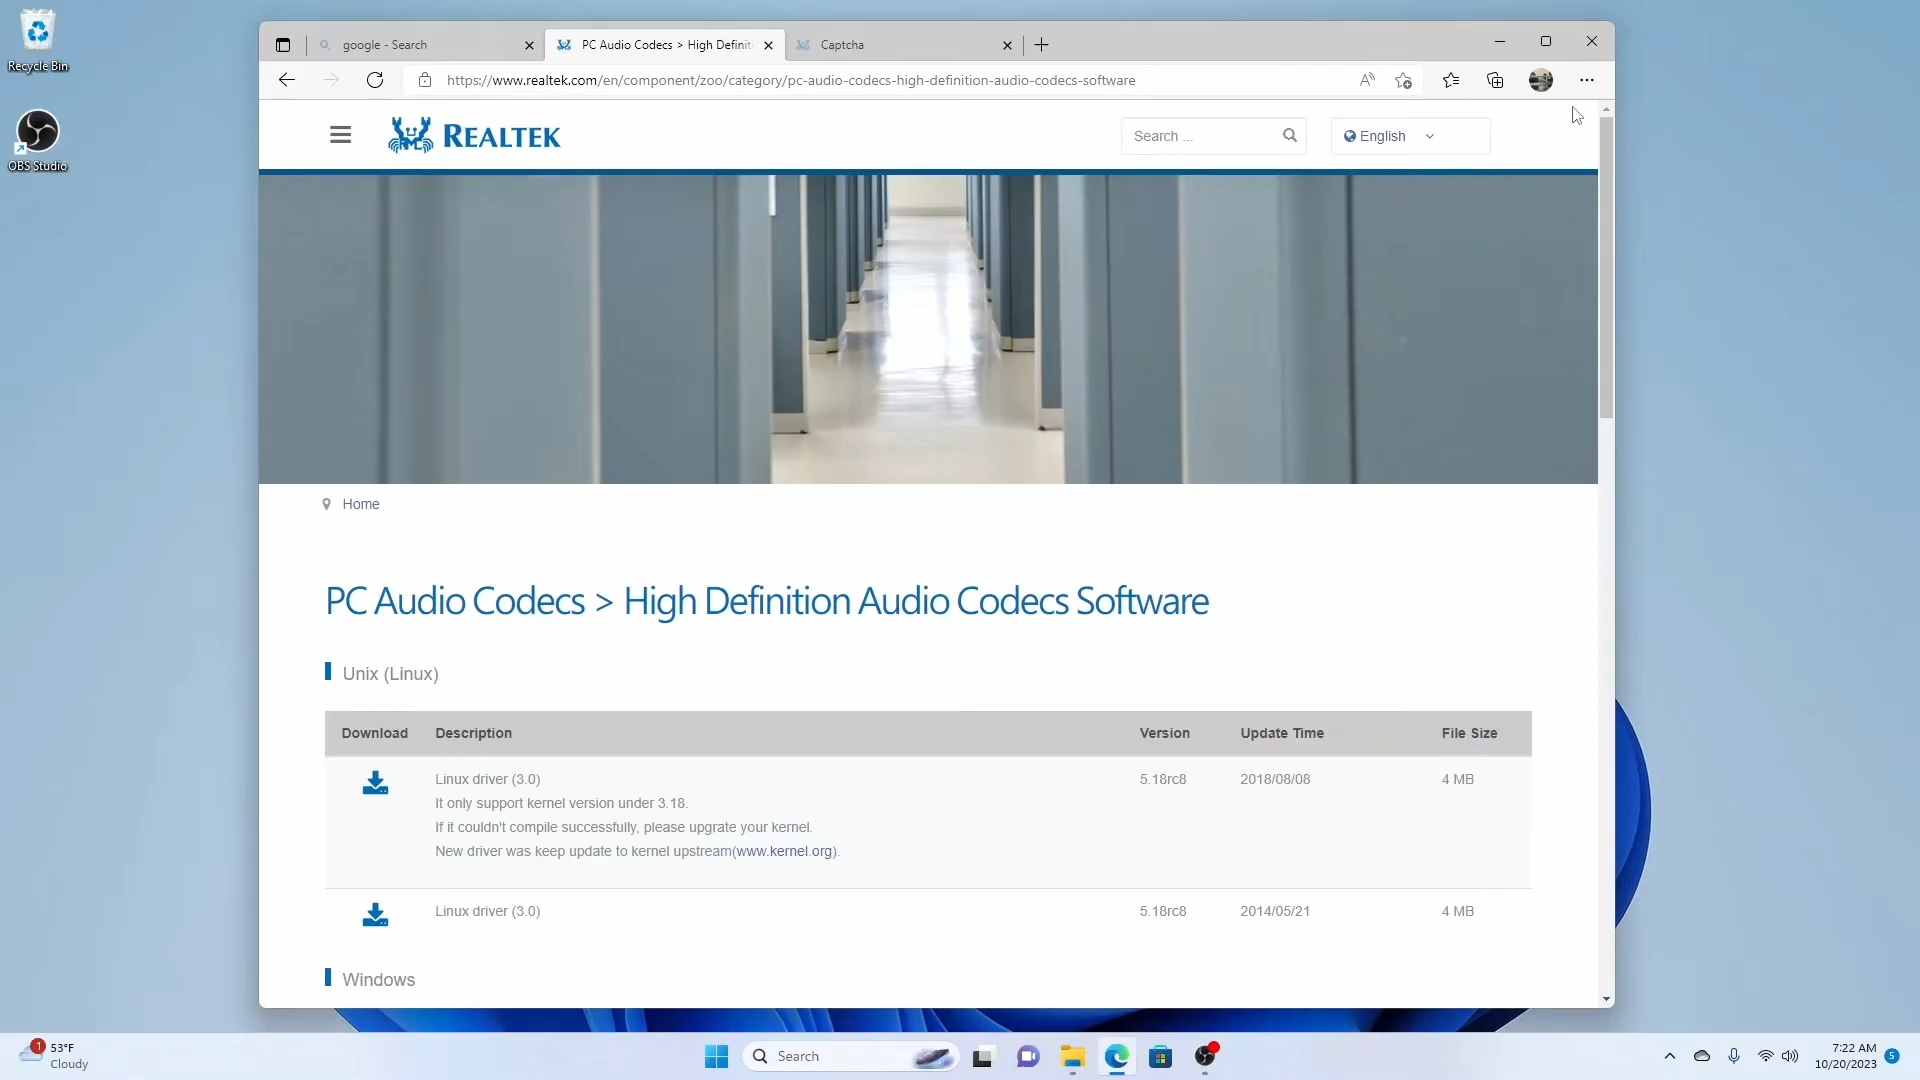 Recycle Bin
OBS Studio
google - Search
PC Audio Codecs > High Definit
Captcha
https://www.realtek.com/en/component/zoo/category/pc-audio-codecs-high-definition-audio-codecs-software
REALTEK
Search ...
English
Home
PC Audio Codecs > High Definition Audio Codecs Software
Unix (Linux)
Download Description Version Update Time File Size
Linux driver (3.0) 5.18rc8 2018/08/08 4 MB
It only support kernel version under 3.18.
If it couldn't compile successfully, please upgrate your kernel.
New driver was keep update to kernel upstream(www.kernel.org).
Linux driver (3.0) 5.18rc8 2014/05/21 4 MB
Windows
1
53°F
Cloudy
Search
7:22 AM
10/20/2023
5